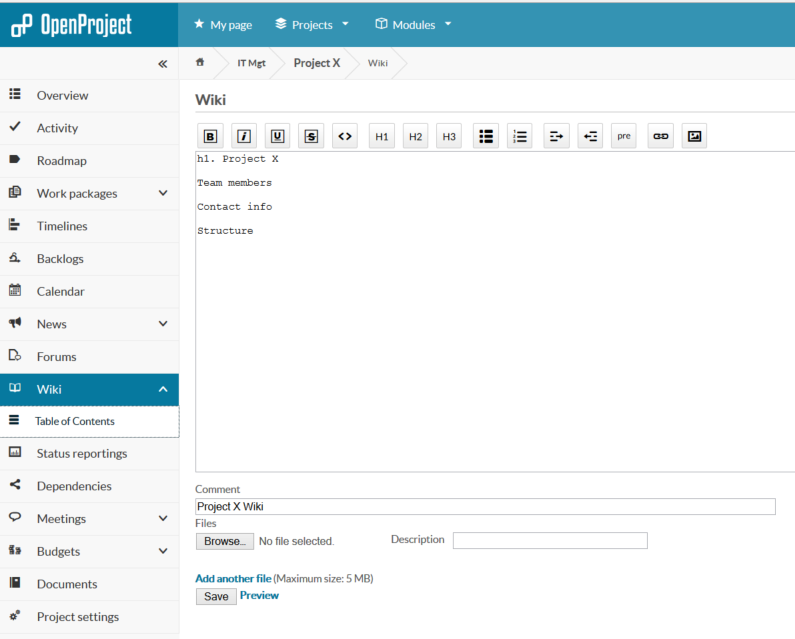 OpenProject
My page
Projects
Modules
IT Mgt
Project X
Wiki
Overview
Activity
Roadmap
Work packages
Timelines
Backlogs
Calendar
News
Forums
Wiki
Table of Contents
Status reportings
Dependencies
Meetings
Budgets
Documents
Project settings
Wiki
B I U S <> H1 H2 H3 pre
h1. Project X
Team members
Contact info
Structure
Comment
Project X Wiki
Files
Browse... No file selected. Description
Add another file (Maximum size: 5 MB)
Save Preview